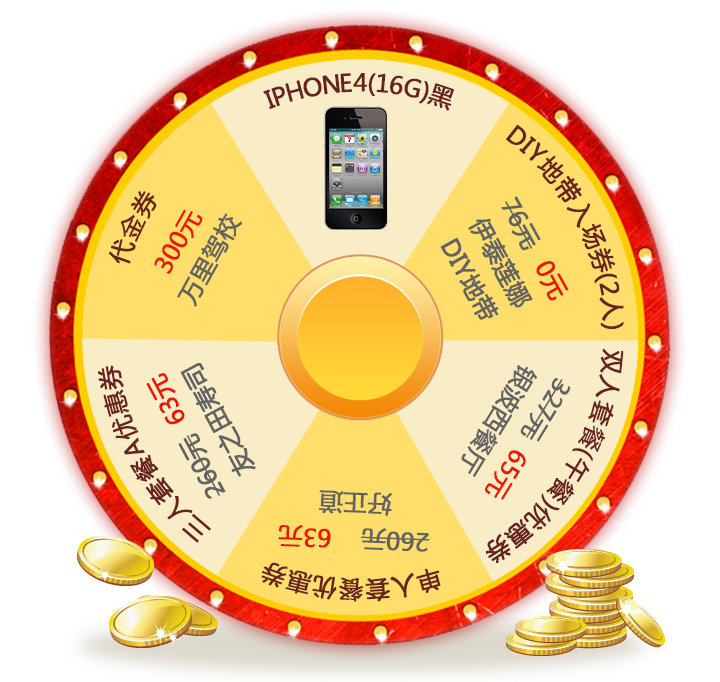 IPHONE4(16G)黑
DIY地带入场券(2人)
76元 0元
伊泰莲娜
DIY地带
双人套餐(午餐)优惠券
327元 65元
银波西餐厅
单人套餐优惠券
260元 63元
好正道
三人套餐A优惠券
260元 63元
友之田寿司
代金券
300元
万里驾校